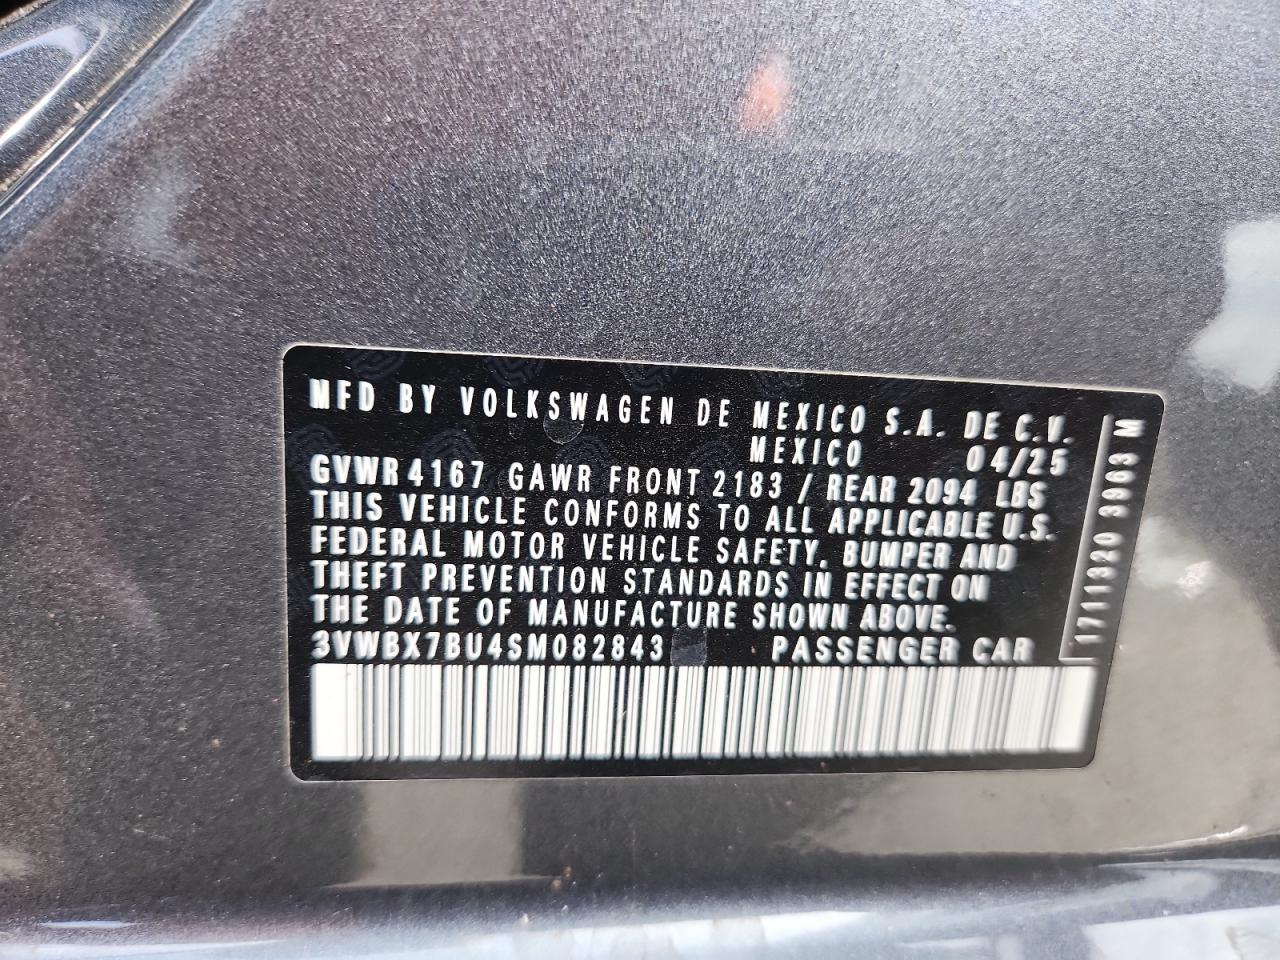 MFD BY VOLKSWAGEN DE MEXICO S.A. DE C.V.
MEXICO 04/25
GVWR 4167 GAWR FRONT 2183 / REAR 2094 LBS
THIS VEHICLE CONFORMS TO ALL APPLICABLE U.S.
FEDERAL MOTOR VEHICLE SAFETY, BUMPER AND
THEFT PREVENTION STANDARDS IN EFFECT ON
THE DATE OF MANUFACTURE SHOWN ABOVE.
3VWBX7BU4SM082843 PASSENGER CAR
1711320 3963 M